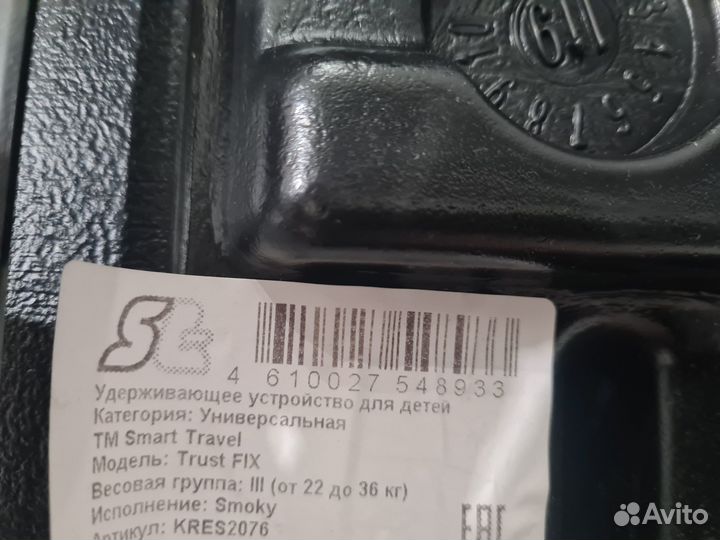 4 610027 548933
Удерживающее устройство для детей
Категория: Универсальная
ТМ Smart Travel
Модель: Trust FIX
Весовая группа: III (от 22 до 36 кг)
Исполнение: Smoky
Артикул: KRES2076
EAC
Avito